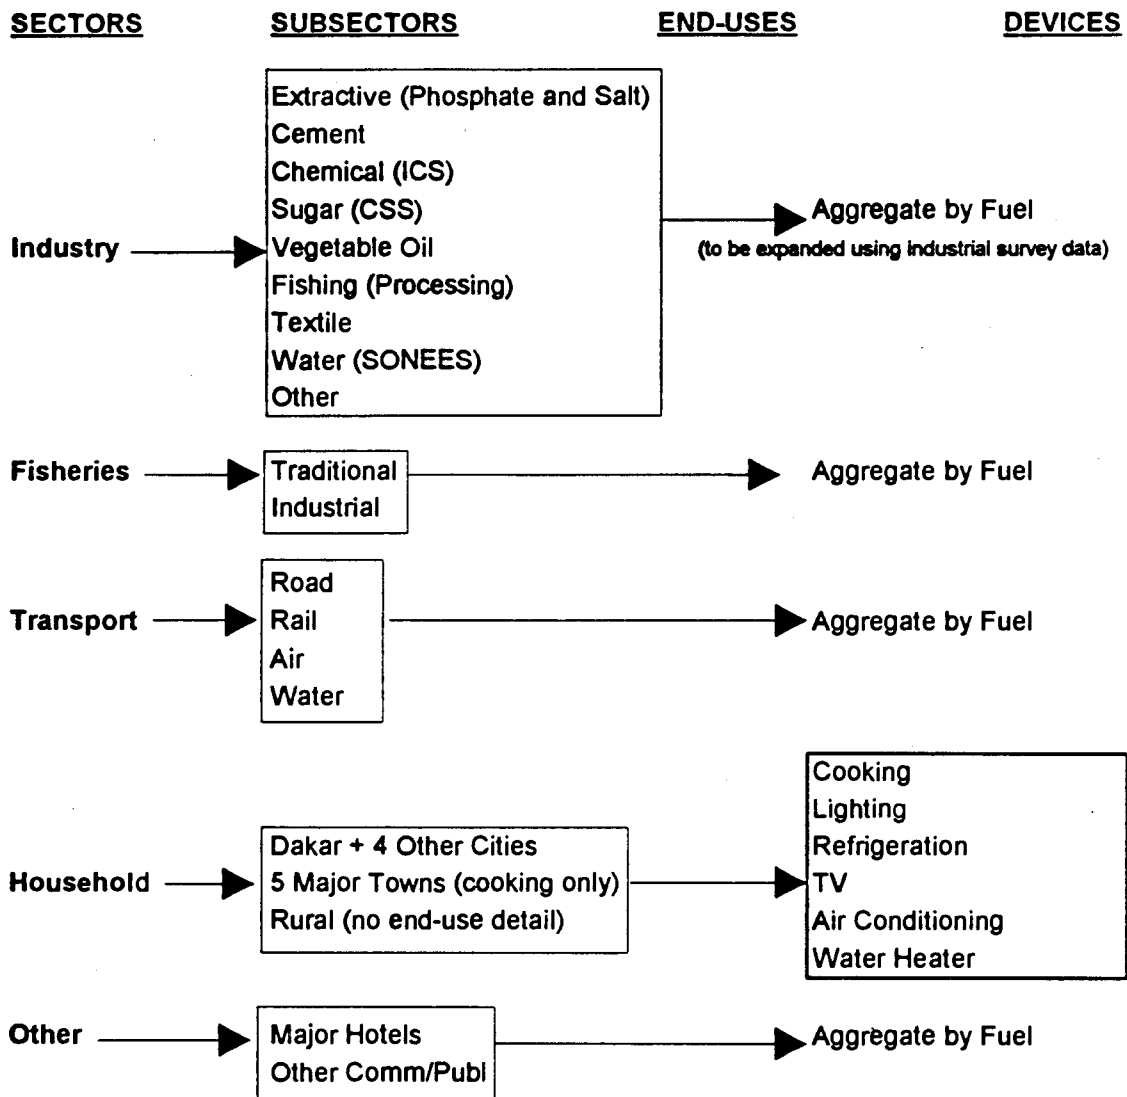 SECTORS SUBSECTORS END-USES DEVICES
Extractive (Phosphate and Salt)
Cement
Chemical (ICS)
Sugar (CSS)
Vegetable Oil
Fishing (Processing)
Textile
Water (SONEES)
Other
Industry
Aggregate by Fuel
(to be expanded using industrial survey data)
Fisheries
Traditional
Industrial
Aggregate by Fuel
Transport
Road
Rail
Air
Water
Aggregate by Fuel
Household
Dakar + 4 Other Cities
5 Major Towns (cooking only)
Rural (no end-use detail)
Cooking
Lighting
Refrigeration
TV
Air Conditioning
Water Heater
Other
Major Hotels
Other Comm/Publ
Aggregate by Fuel